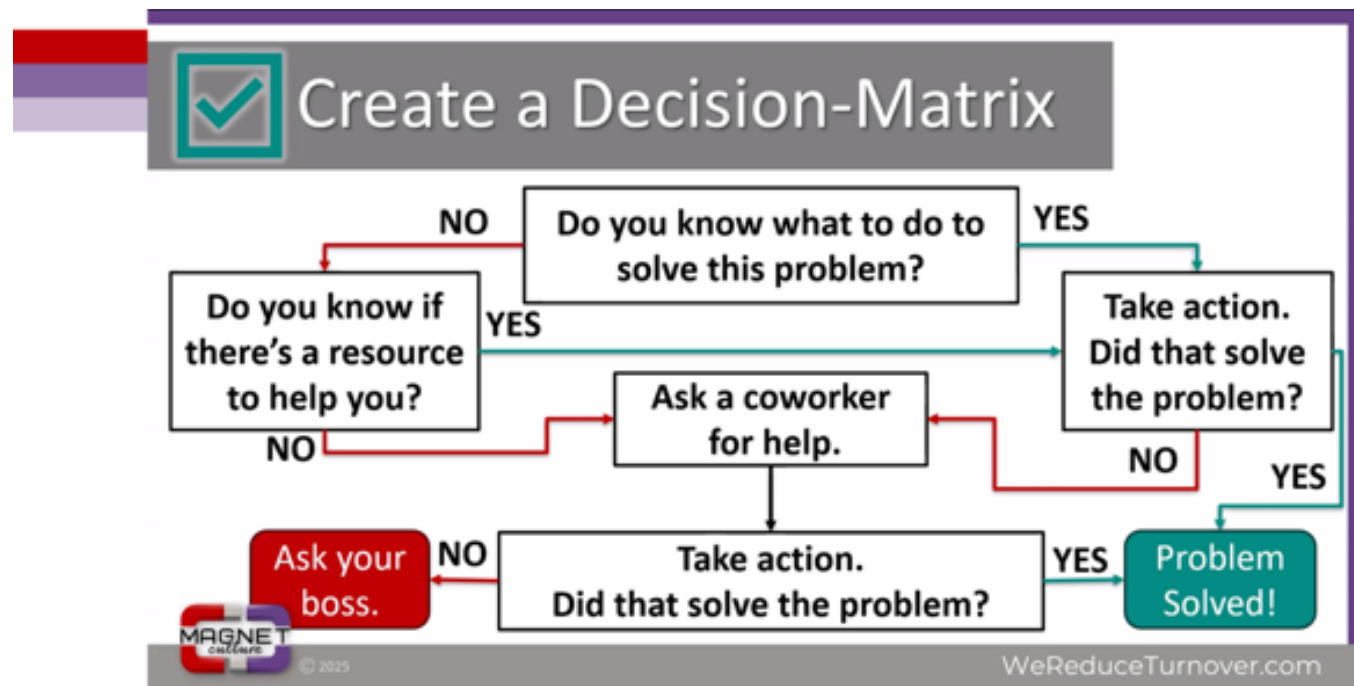 Create a Decision-Matrix
NO
Do you know what to do to
solve this problem?
YES
Do you know if
there's a resource
to help you?
YES
Take action.
Did that solve
the problem?
Ask a coworker
for help.
NO
NO
YES
Ask your
boss.
NO
Take action.
Did that solve the problem?
YES
Problem
Solved!
MAGNET
culture
© 2025
WeReduceTurnover.com